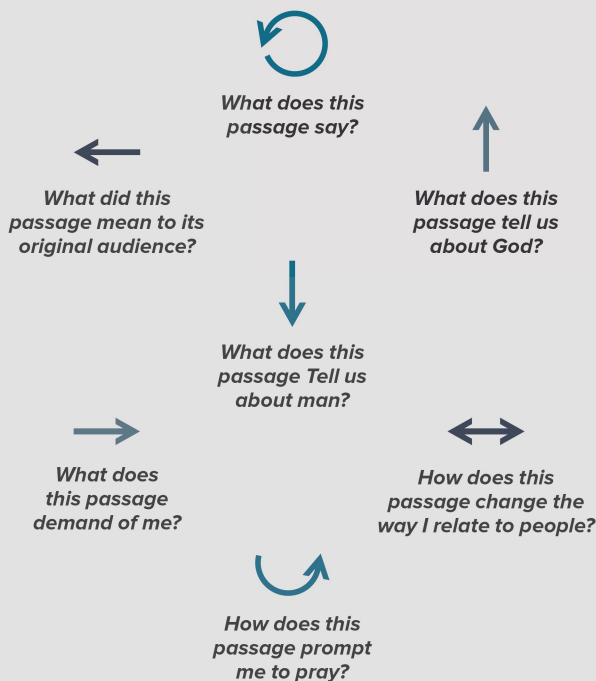 What does this
passage say?
What did this
passage mean to its
original audience?
What does this
passage tell us
about God?
What does this
passage Tell us
about man?
What does
this passage
demand of me?
How does this
passage change the
way I relate to people?
How does this
passage prompt
me to pray?